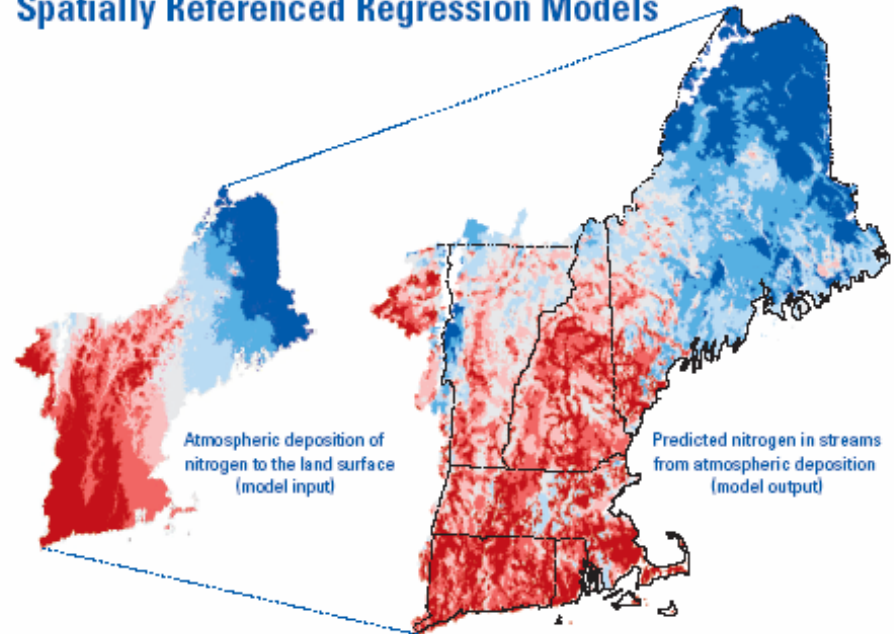 Spatially Referenced Regression Models
Atmospheric deposition of
nitrogen to the land surface
(model input)
Predicted nitrogen in streams
from atmospheric deposition
(model output)